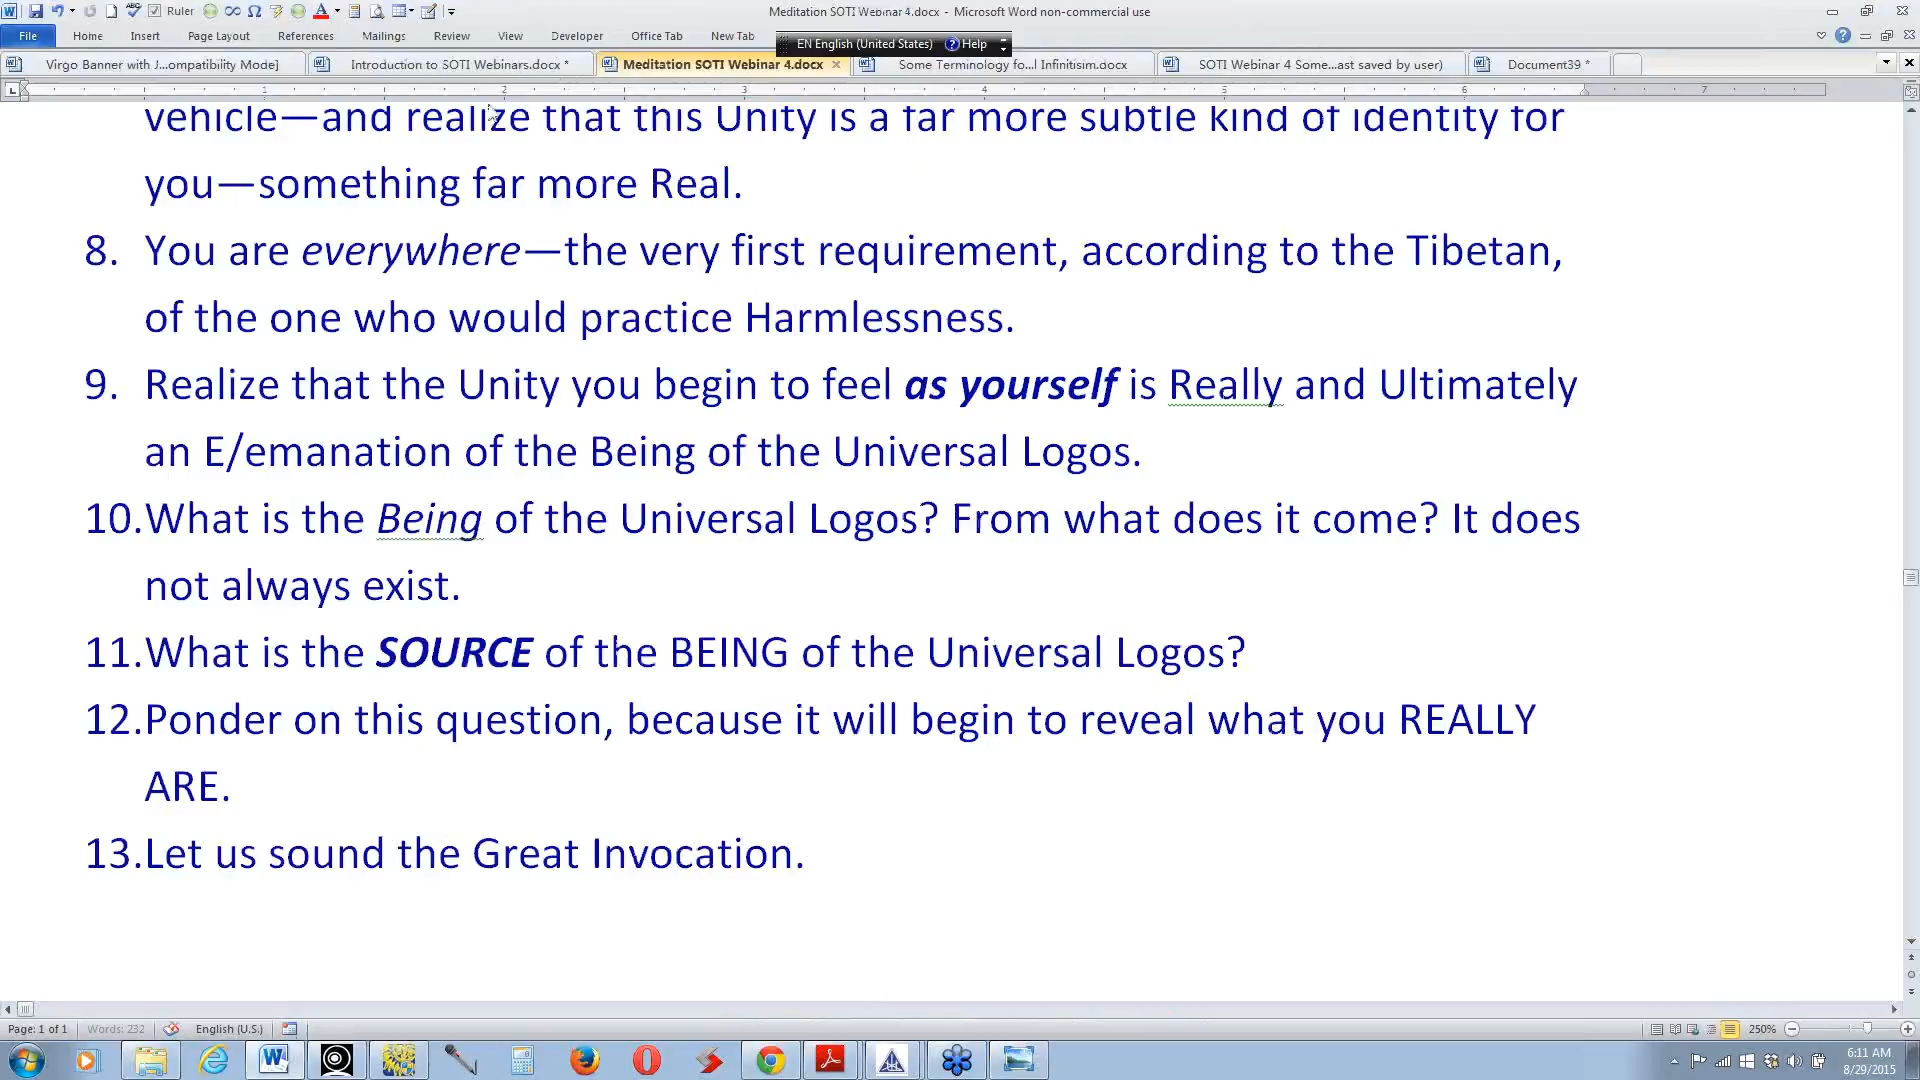 Ruler
Meditation SOTI Webinar 4.docx - Microsoft Word non-commercial use
File Home Insert Page Layout References Mailings Review View Developer Office Tab New Tab
EN English (United States) Help
Virgo Banner with J...ompatibility Mode] Introduction to SOTI Webinars.docx * Meditation SOTI Webinar 4.docx Some Terminology fo...l Infinitisim.docx SOTI Webinar 4 Some...ast saved by user) Document39 *
1 2 3 4 5 6 7
vehicle—and realize that this Unity is a far more subtle kind of identity for
you—something far more Real.
8. You are everywhere—the very first requirement, according to the Tibetan,
of the one who would practice Harmlessness.
9. Realize that the Unity you begin to feel as yourself is Really and Ultimately
an E/emanation of the Being of the Universal Logos.
10.What is the Being of the Universal Logos? From what does it come? It does
not always exist.
11.What is the SOURCE of the BEING of the Universal Logos?
12.Ponder on this question, because it will begin to reveal what you REALLY
ARE.
13.Let us sound the Great Invocation.
Page: 1 of 1 Words: 232 English (U.S.) 250%
6:11 AM
8/29/2015